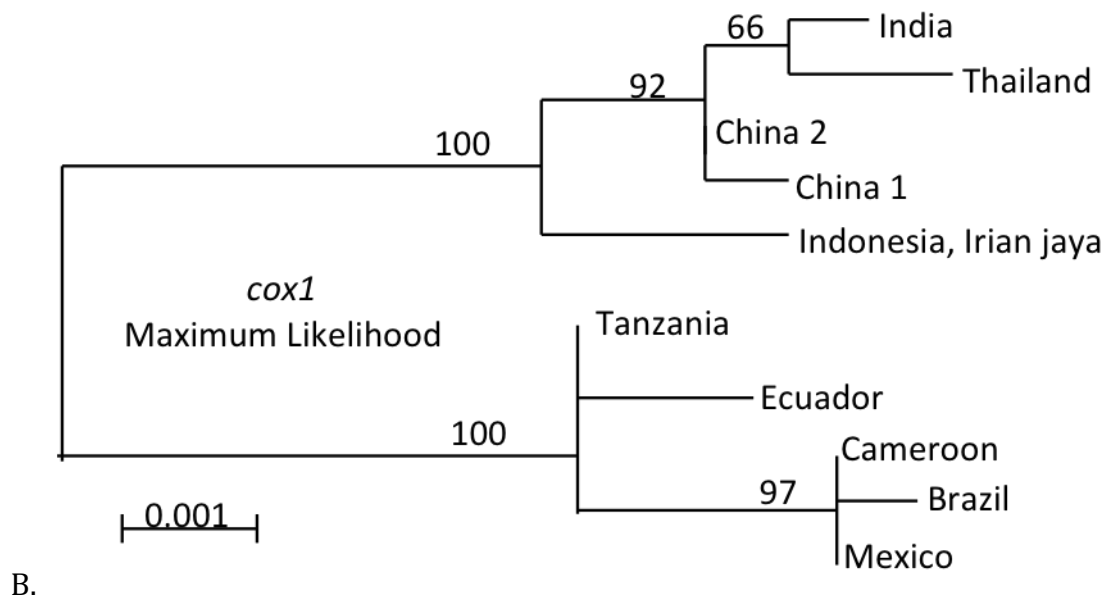 66
India
Thailand
92
China 2
100
China 1
Indonesia, Irian jaya
cox1
Maximum Likelihood
Tanzania
Ecuador
100
Cameroon
97
Brazil
0.001
Mexico
B.